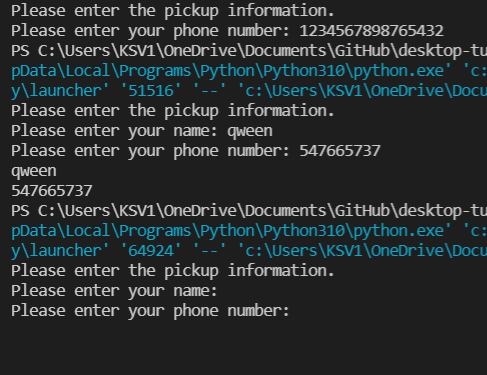 Please enter the pickup information.
Please enter your phone number: 1234567898765432
PS C:\Users\KSV1\OneDrive\Documents\GitHub\desktop-tu
pData\Local\Programs\Python\Python310\python.exe' 'c:
y\launcher' '51516' '--' 'c:\Users\KSV1\OneDrive\Docu
Please enter the pickup information.
Please enter your name: qween
Please enter your phone number: 547665737
qween
547665737
PS C:\Users\KSV1\OneDrive\Documents\GitHub\desktop-tu
pData\Local\Programs\Python\Python310\python.exe' 'c:
y\launcher' '64924' '--' 'c:\Users\KSV1\OneDrive\Docu
Please enter the pickup information.
Please enter your name:
Please enter your phone number: